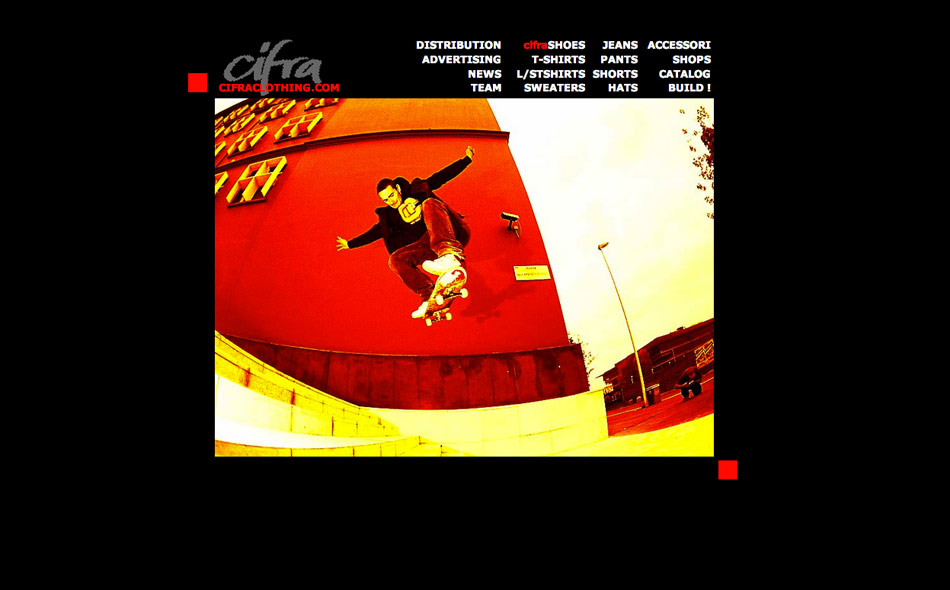 cifra
CIFRACLOTHING.COM
DISTRIBUTION cifraSHOES JEANS ACCESSORI
ADVERTISING T-SHIRTS PANTS SHOPS
NEWS L/STSHIRTS SHORTS CATALOG
TEAM SWEATERS HATS BUILD !